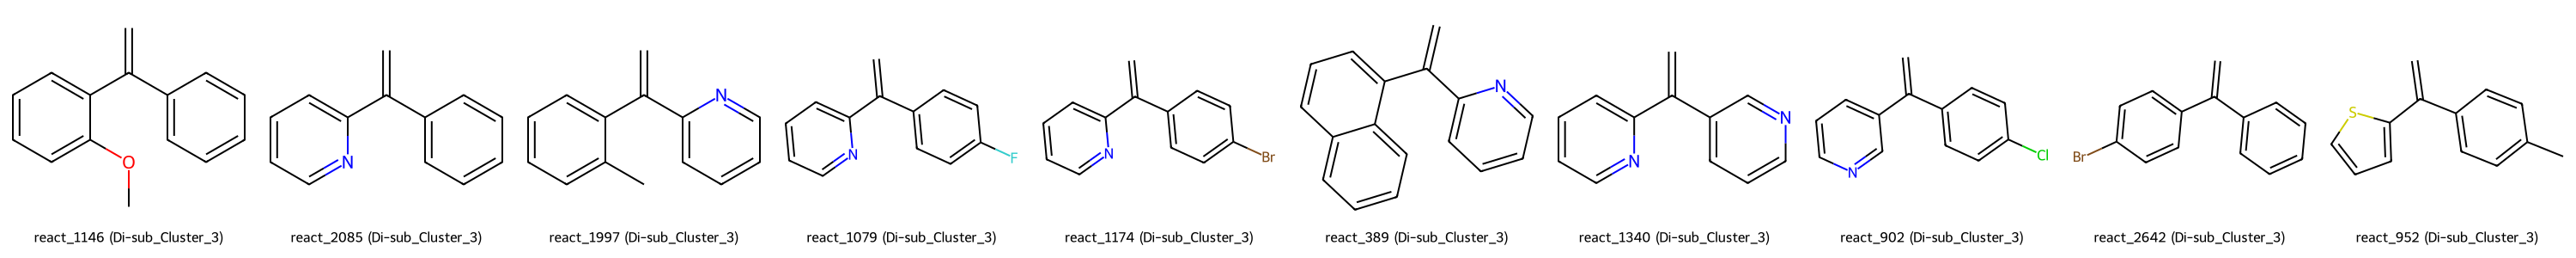 O
N
N
N
F
N
Br
N
N
N
N
Cl
Br
S
react_1146 (Di-sub_Cluster_3)
react_2085 (Di-sub_Cluster_3)
react_1997 (Di-sub_Cluster_3)
react_1079 (Di-sub_Cluster_3)
react_1174 (Di-sub_Cluster_3)
react_389 (Di-sub_Cluster_3)
react_1340 (Di-sub_Cluster_3)
react_902 (Di-sub_Cluster_3)
react_2642 (Di-sub_Cluster_3)
react_952 (Di-sub_Cluster_3)